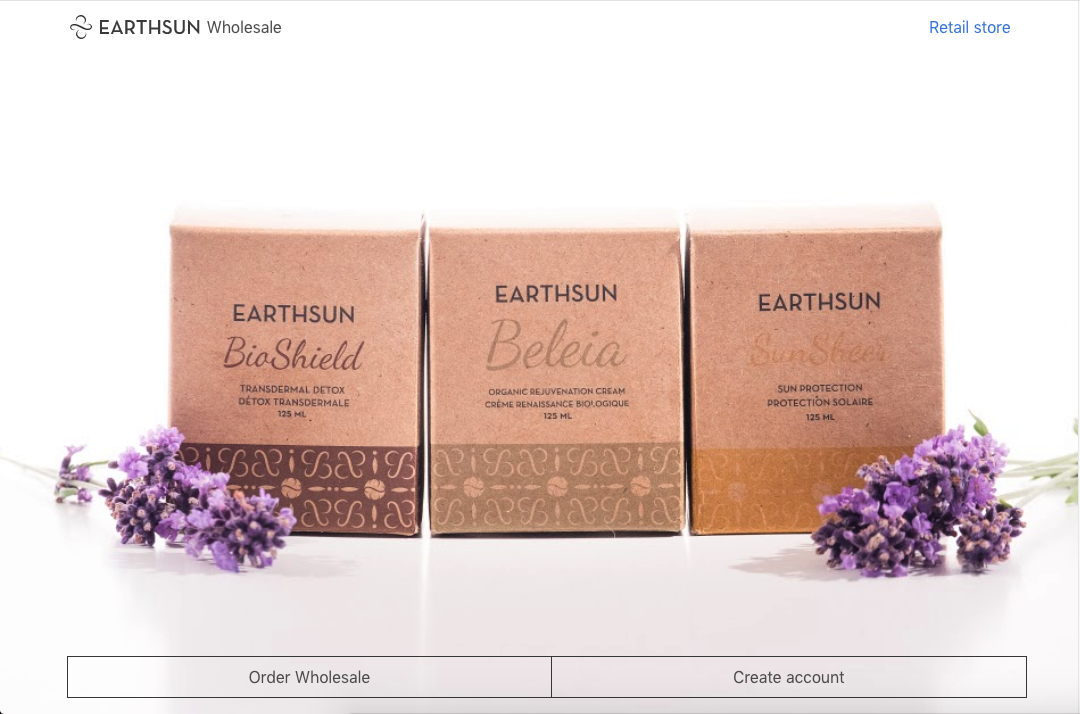 EARTHSUN Wholesale
Retail store
EARTHSUN
BioShield
TRANSDERMAL DETOX
DÉTOX TRANSDERMALE
125 ML
EARTHSUN
Beleia
ORGANIC REJUVENATION CREAM
CRÈME RENAISSANCE BIOLOGIQUE
125 ML
EARTHSUN
SunSheer
SUN PROTECTION
PROTECTION SOLAIRE
125 ML
Order Wholesale
Create account